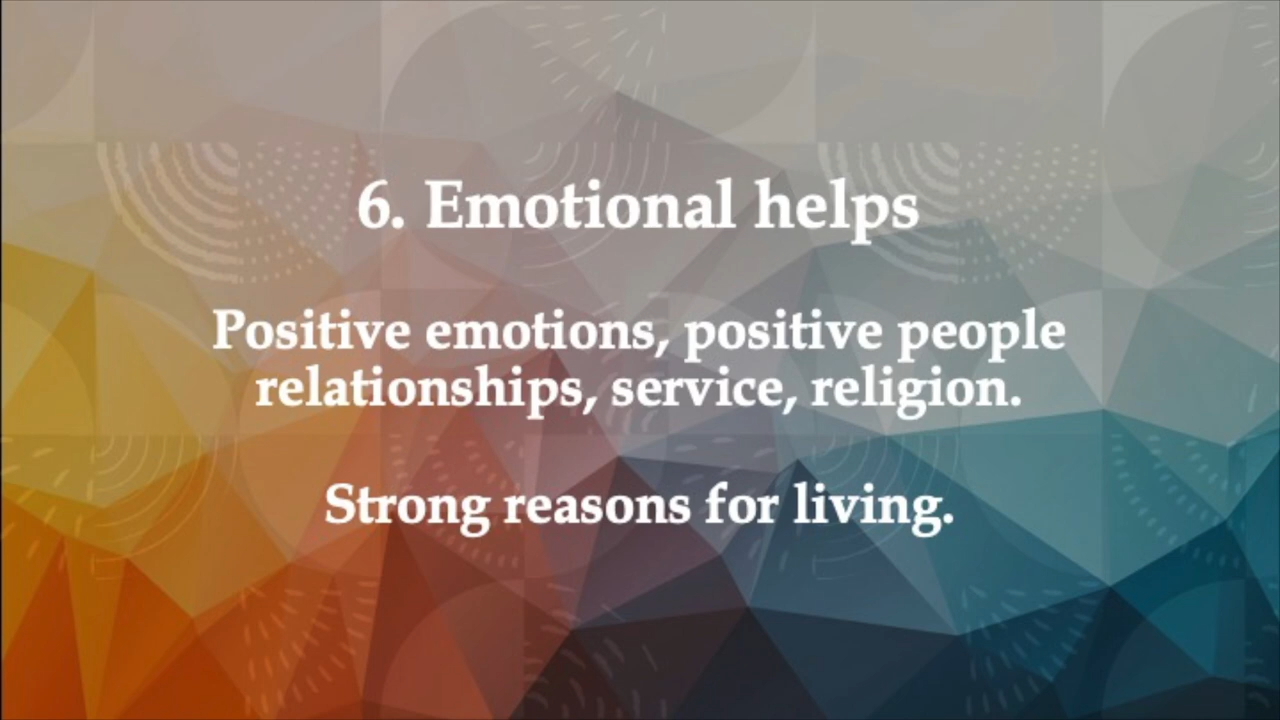 6. Emotional helps
Positive emotions, positive people
relationships, service, religion.
Strong reasons for living.